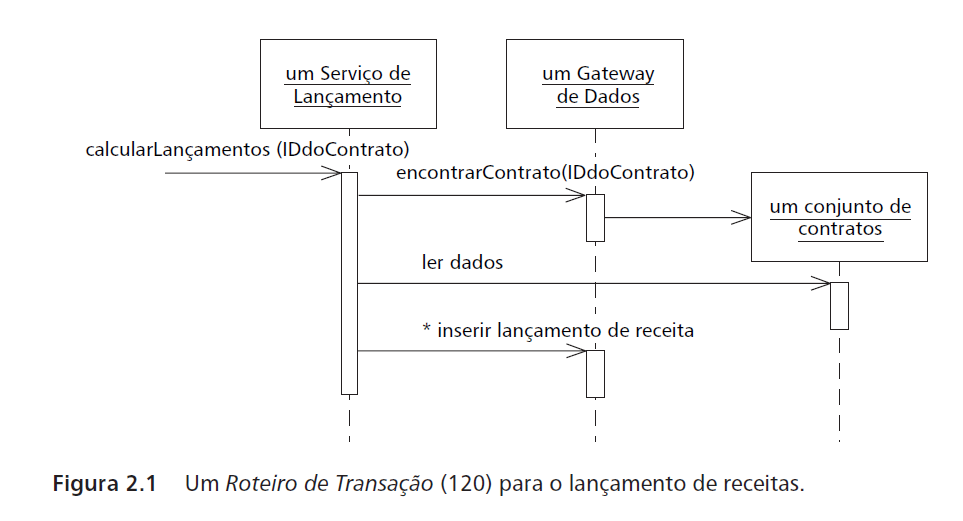 um Serviço de
Lançamento
um Gateway
de Dados
calcularLançamentos (IDdoContrato)
encontrarContrato(IDdoContrato)
um conjunto de
contratos
ler dados
* inserir lançamento de receita
Figura 2.1 Um Roteiro de Transação (120) para o lançamento de receitas.